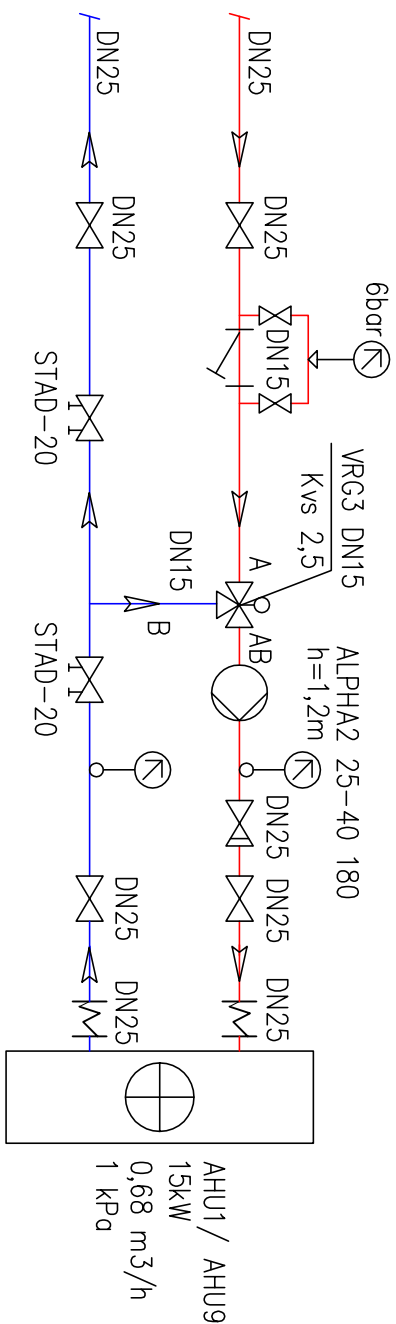 6bar
VRG3 DN15
Kvs 2,5
ALPHA2 25-40 180
h=1,2m
DN25
DN25
DN15
A
AB
DN25
DN25
DN25
AHU1/ AHU9
15kW
0,68 m3/h
1 kPa
DN15
B
DN25
DN25
STAD-20
STAD-20
DN25
DN25